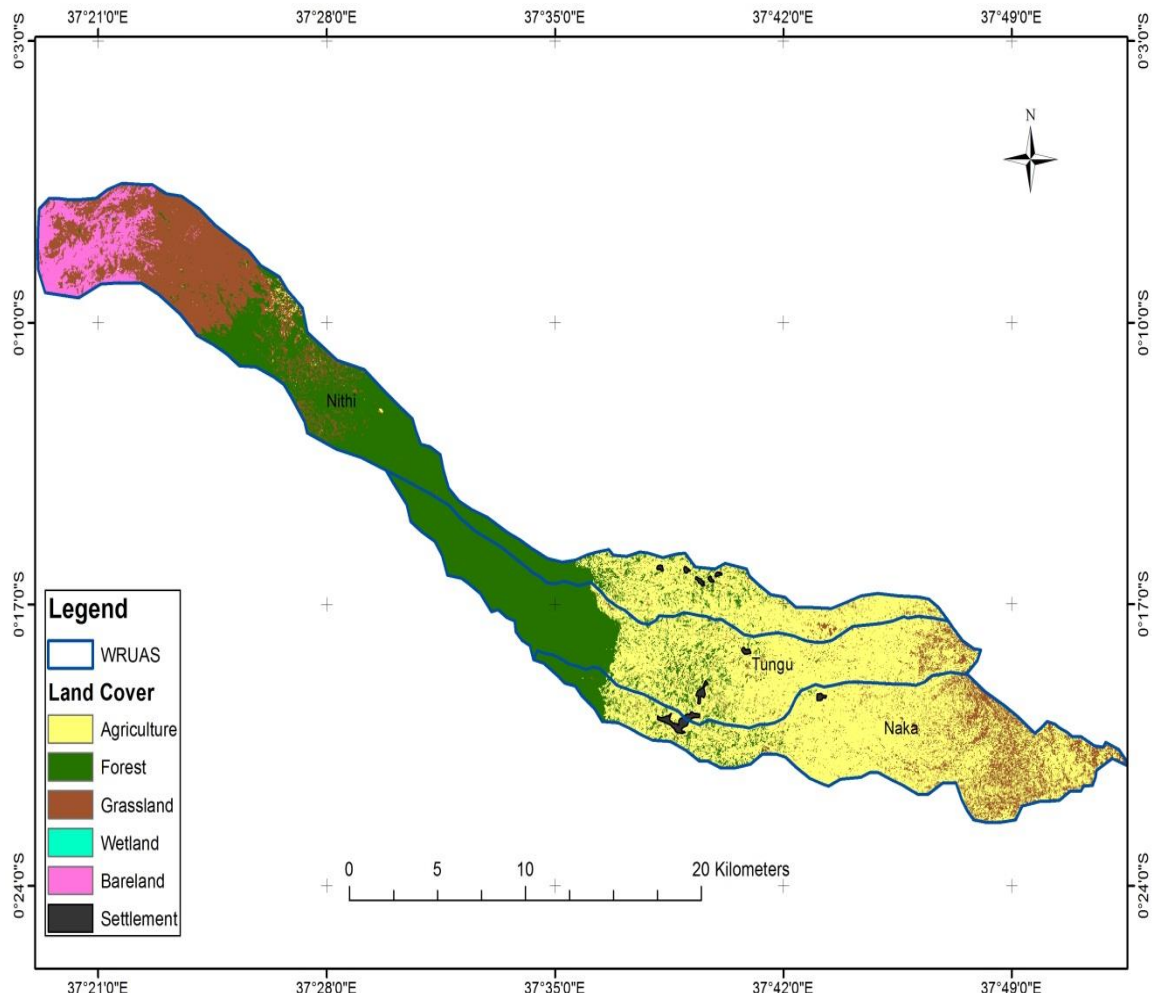 37°21'0"E 37°28'0"E 37°35'0"E 37°42'0"E 37°49'0"E
0°3'0"S 0°3'0"S
N
0°10'0"S 0°10'0"S
Nithi
0°17'0"S 0°17'0"S
Tungu
Naka
Legend
WRUAS
Land Cover
Agriculture
Forest
Grassland
Wetland
Bareland
Settlement
0 5 10 20 Kilometers
0°24'0"S 0°24'0"S
37°21'0"E 37°28'0"E 37°35'0"E 37°42'0"E 37°49'0"E